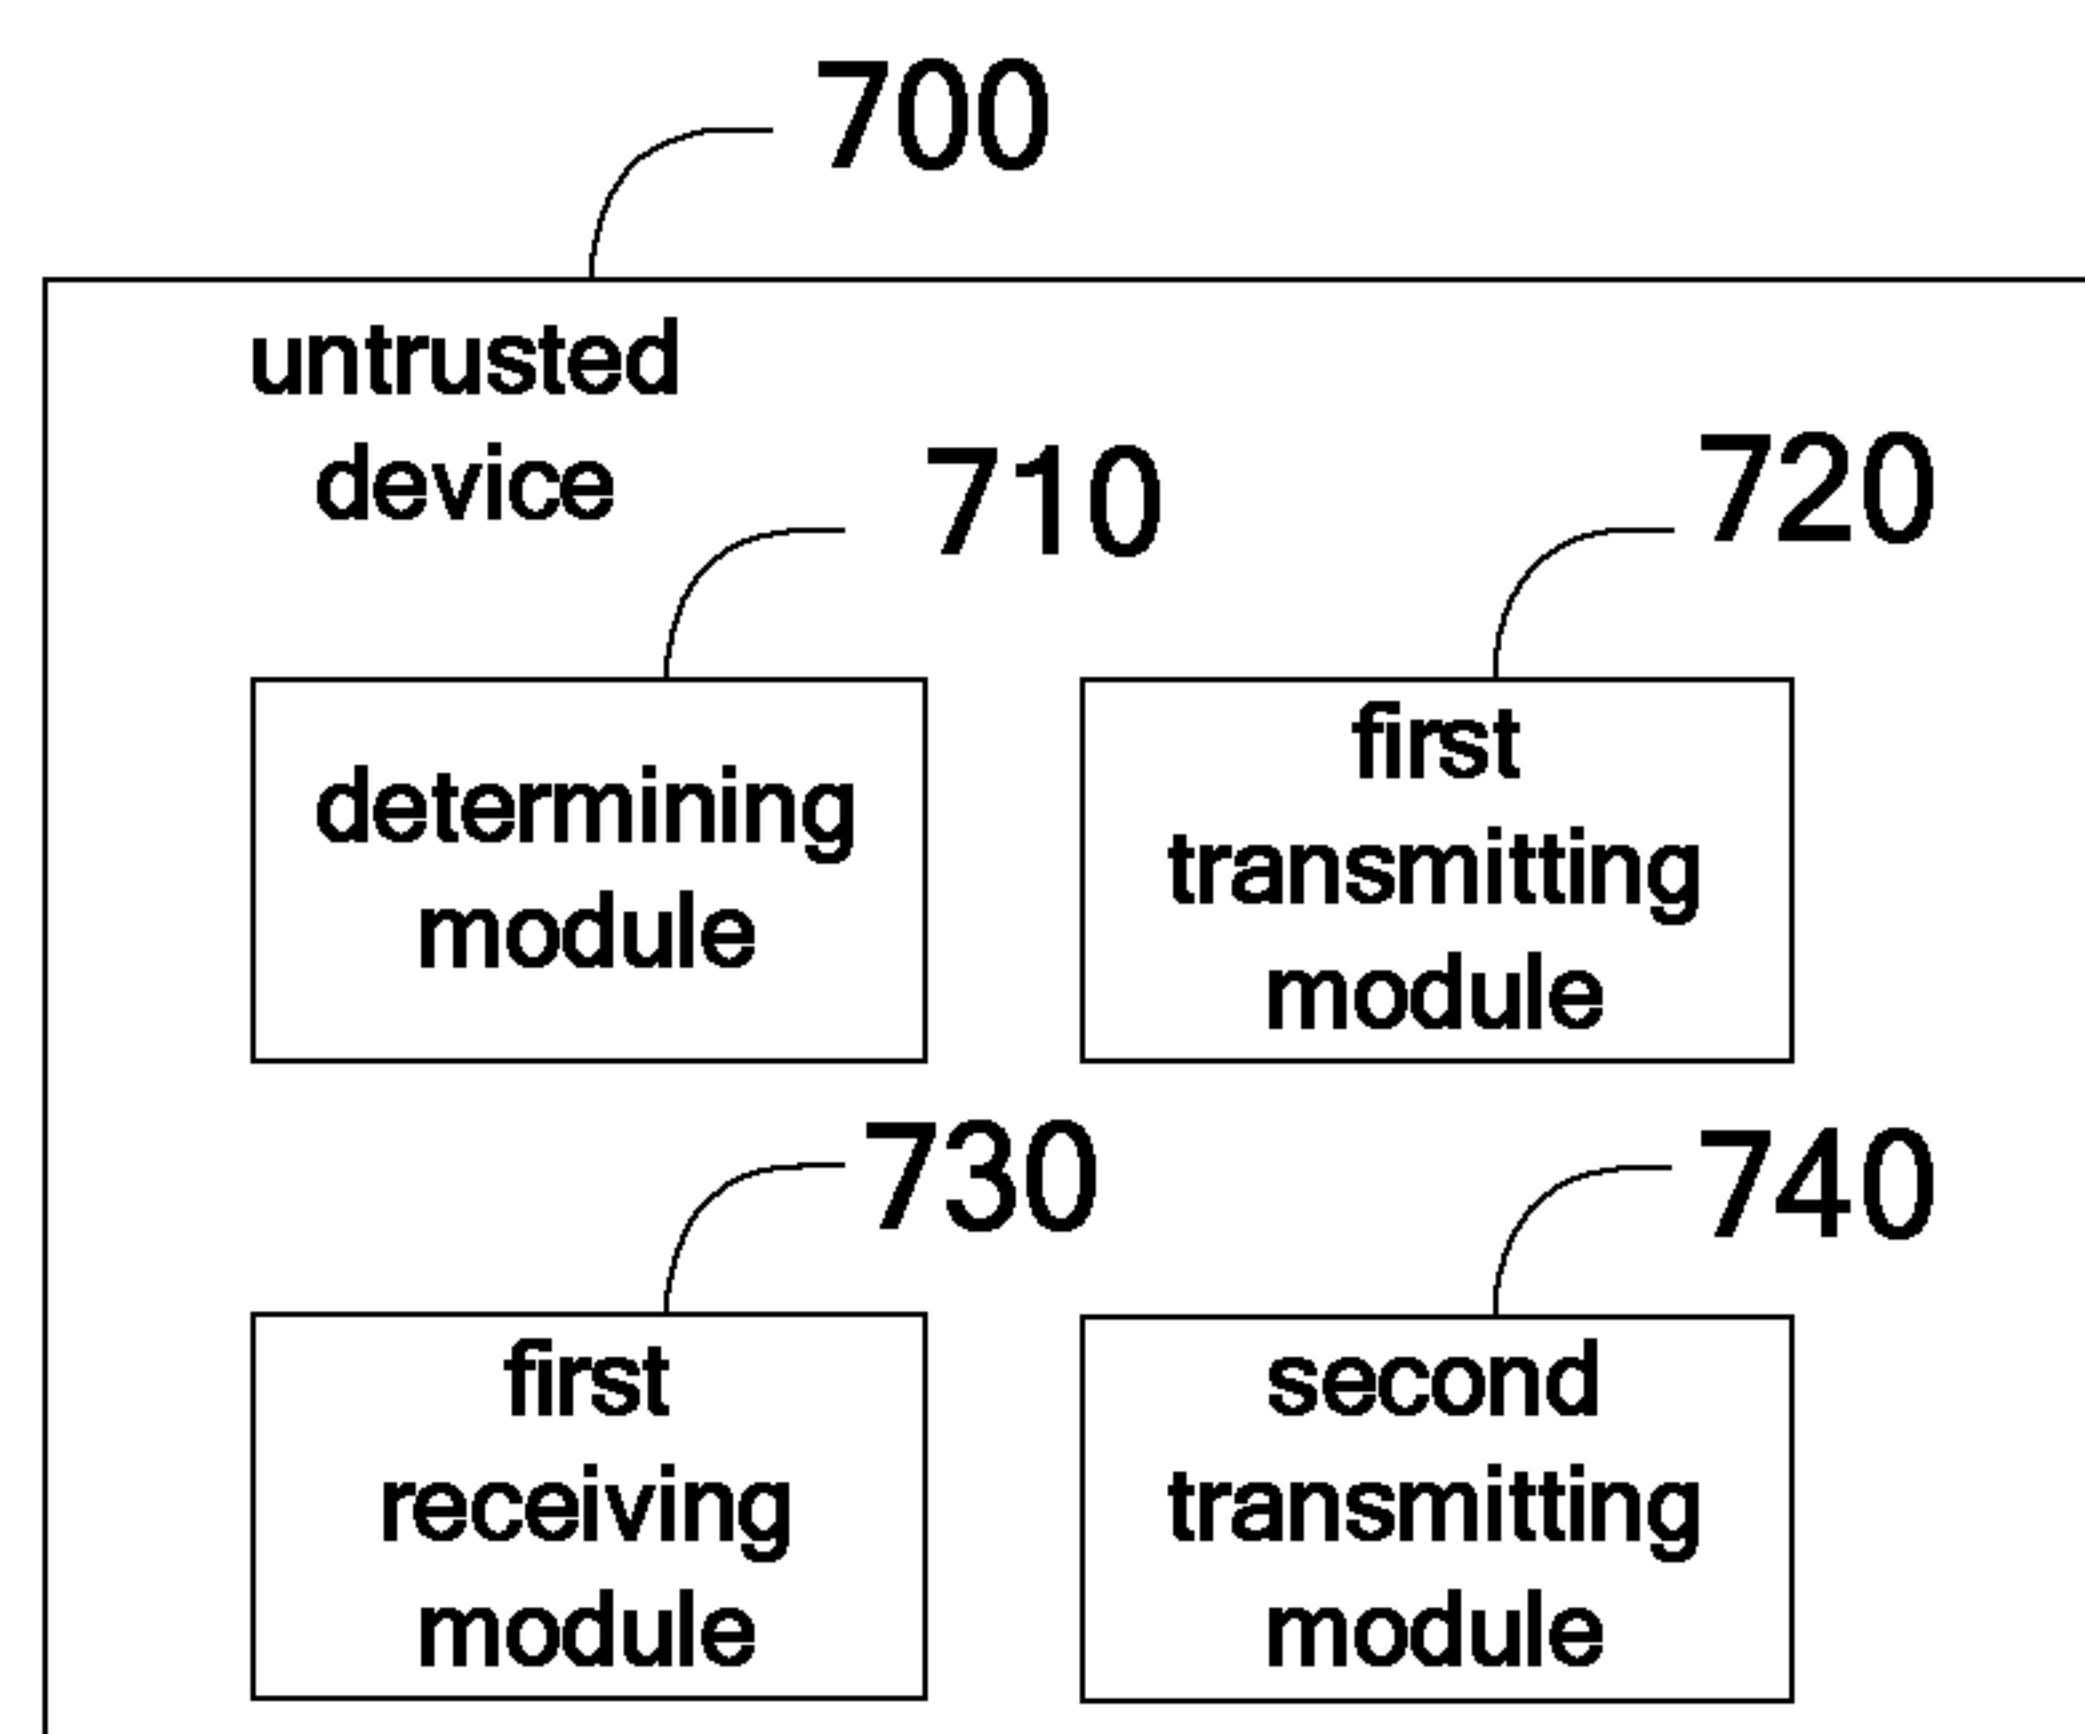 700
untrusted
device
710
720
determining
module
first
transmitting
module
730
740
first
receiving
module
second
transmitting
module